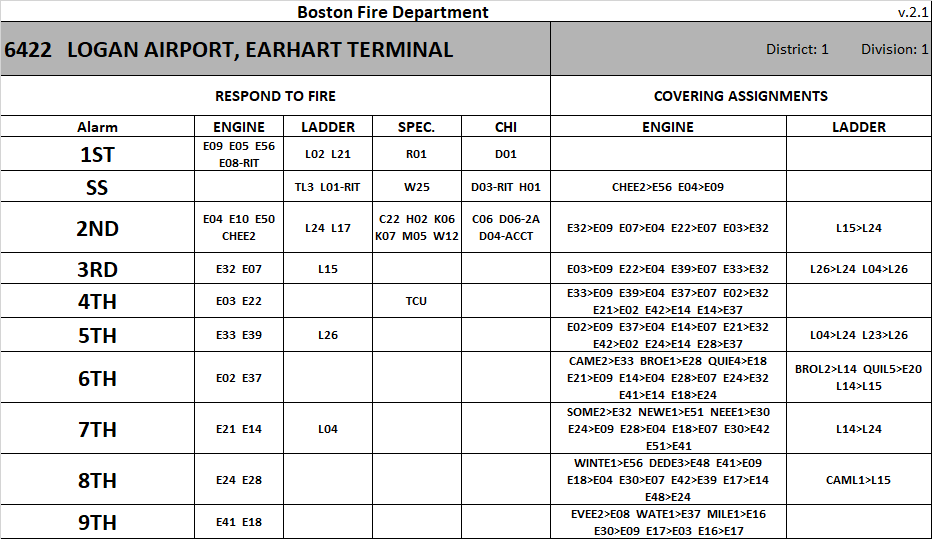 Boston Fire Department v.2.1
6422 LOGAN AIRPORT, EARHART TERMINAL District: 1 Division: 1
RESPOND TO FIRE COVERING ASSIGNMENTS
Alarm ENGINE LADDER SPEC. CHI ENGINE LADDER
1ST
E09 E05 E56
E08-RIT
L02 L21
R01
D01
SS
TL3 L01-RIT
W25
D03-RIT H01
CHEE2>E56 E04>E09
2ND
E04 E10 E50
CHEE2
L24 L17
C22 H02 K06
K07 M05 W12
C06 D06-2A
D04-ACCT
E32>E09 E07>E04 E22>E07 E03>E32
L15>L24
3RD
E32 E07
L15
E03>E09 E22>E04 E39>E07 E33>E32
L26>L24 L04>L26
4TH
E03 E22
TCU
E33>E09 E39>E04 E37>E07 E02>E32
E21>E02 E42>E14 E14>E37
5TH
E33 E39
L26
E02>E09 E37>E04 E14>E07 E21>E32
E42>E02 E24>E14 E28>E37
L04>L24 L23>L26
6TH
E02 E37
CAME2>E33 BROE1>E28 QUIE4>E18
E21>E09 E14>E04 E28>E07 E24>E32
E41>E14 E18>E24
BROL2>L14 QUIL5>E20
L14>L15
7TH
E21 E14
L04
SOME2>E32 NEWE1>E51 NEEE1>E30
E24>E09 E28>E04 E18>E07 E30>E42
E51>E41
L14>L24
8TH
E24 E28
WINTE1>E56 DEDE3>E48 E41>E09
E18>E04 E30>E07 E42>E39 E17>E14
E48>E24
CAML1>L15
9TH
E41 E18
EVEE2>E08 WATE1>E37 MILE1>E16
E30>E09 E17>E03 E16>E17